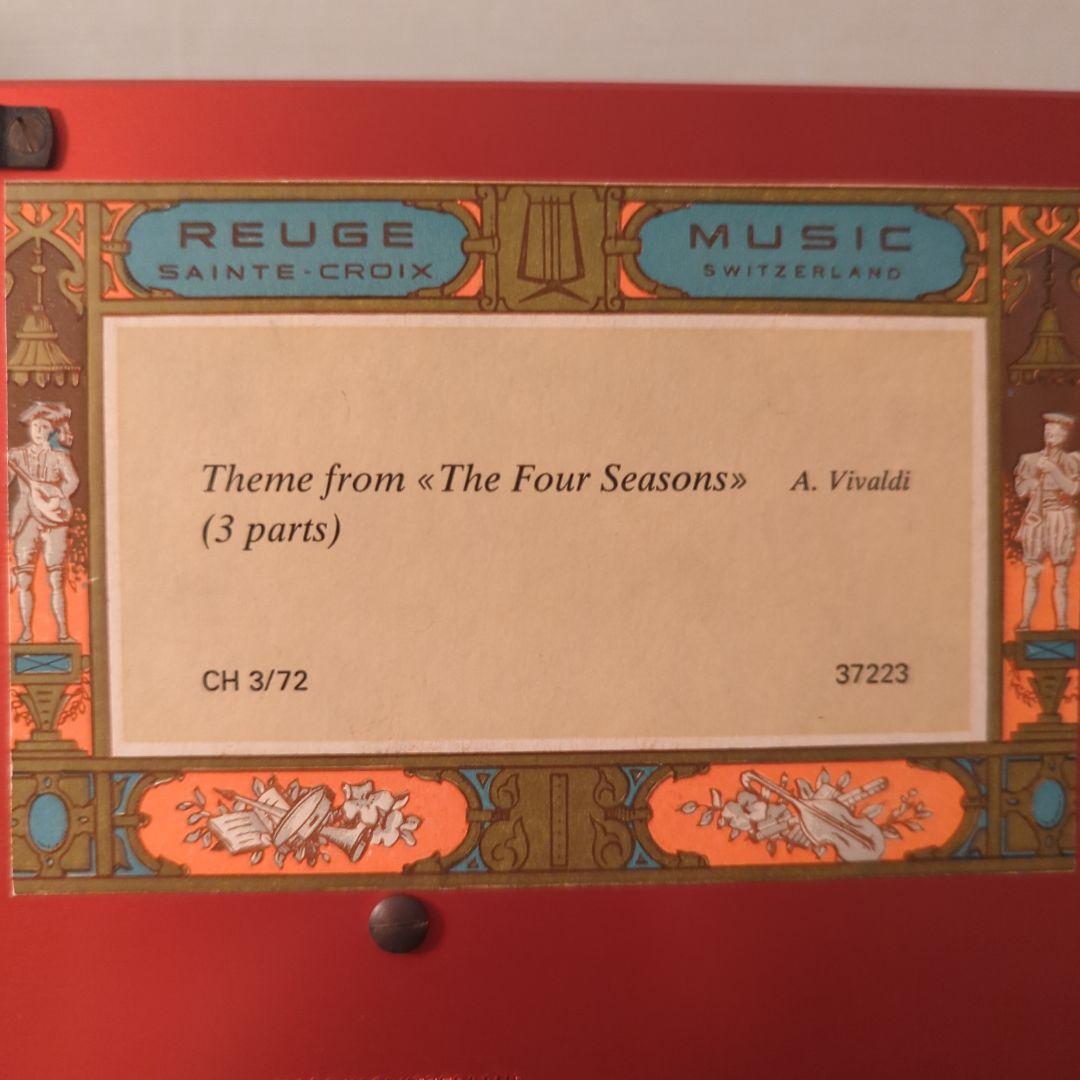 REUGE MUSIC
SAINTE-CROIX SWITZERLAND
Theme from «The Four Seasons» A. Vivaldi
(3 parts)
CH 3/72 37223